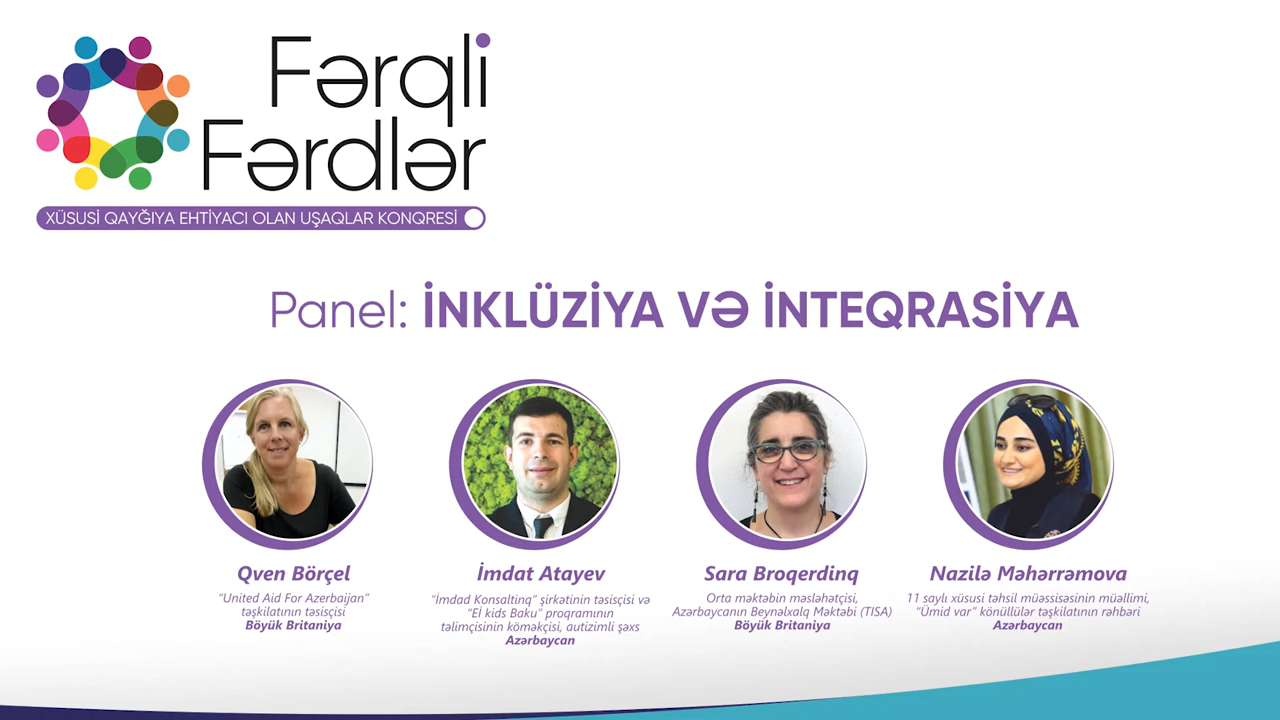 Fərqli
Fərdlər
XÜSUSİ QAYĞIYA EHTİYACI OLAN UŞAQLAR KONQRESİ
Panel: İNKLÜZİYA VƏ İNTEQRASİYA
Qven Börçel
“United Aid For Azerbaijan”
təşkilatının təsisçisi
Böyük Britaniya
İmdat Atayev
“İmdad Konsaltinq” şirkətinin təsisçisi və
“Eİ kids Baku” proqramının
təlimçisinin köməkçisi, autizimli şəxs
Azərbaycan
Sara Broqerdinq
Orta məktəbin məsləhətçisi,
Azərbaycanın Beynəlxalq Məktəbi (TISA)
Böyük Britaniya
Nazilə Məhərrəmova
11 saylı xüsusi təhsil müəssisəsinin müəllimi,
“Ümid var” könüllülər təşkilatının rəhbəri
Azərbaycan